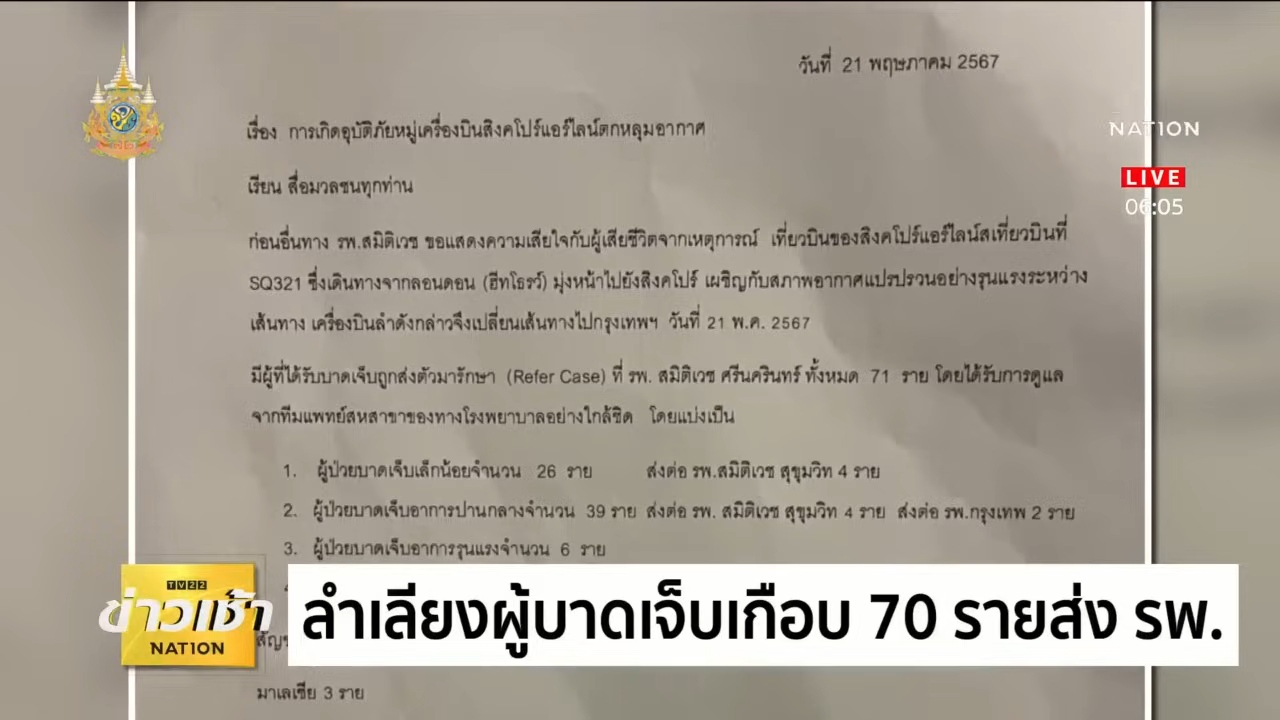 วันที่ 21 พฤษภาคม 2567
เรื่อง การเกิดอุบัติภัยหมู่เครื่องบินสิงคโปร์แอร์ไลน์ตกหลุมอากาศ
NATION
LIVE
06:05
เรียน สื่อมวลชนทุกท่าน
ก่อนอื่นทาง รพ.สมิติเวช ขอแสดงความเสียใจกับผู้เสียชีวิตจากเหตุการณ์ เที่ยวบินของสิงคโปร์แอร์ไลน์สเที่ยวบินที่
SQ321 ซึ่งเดินทางจากลอนดอน (ฮีทโธรว์) มุ่งหน้าไปยังสิงคโปร์ เผชิญกับสภาพอากาศแปรปรวนอย่างรุนแรงระหว่าง
เส้นทาง เครื่องบินลำดังกล่าวจึงเปลี่ยนเส้นทางไปกรุงเทพฯ วันที่ 21 พ.ค. 2567
มีผู้ที่ได้รับบาดเจ็บถูกส่งตัวมารักษา (Refer Case) ที่ รพ. สมิติเวช ศรีนครินทร์ ทั้งหมด 71 ราย โดยได้รับการดูแล
จากทีมแพทย์สหสาขาของทางโรงพยาบาลอย่างใกล้ชิด โดยแบ่งเป็น
1. ผู้ป่วยบาดเจ็บเล็กน้อยจำนวน 26 ราย ส่งต่อ รพ.สมิติเวช สุขุมวิท 4 ราย
2. ผู้ป่วยบาดเจ็บอาการปานกลางจำนวน 39 ราย ส่งต่อ รพ. สมิติเวช สุขุมวิท 4 ราย ส่งต่อ รพ.กรุงเทพ 2 ราย
3. ผู้ป่วยบาดเจ็บอาการรุนแรงจำนวน 6 ราย
TV22
ข่าวเช้า
NATION
ลำเลียงผู้บาดเจ็บเกือบ 70 รายส่ง รพ.
มาเลเซีย 3 ราย